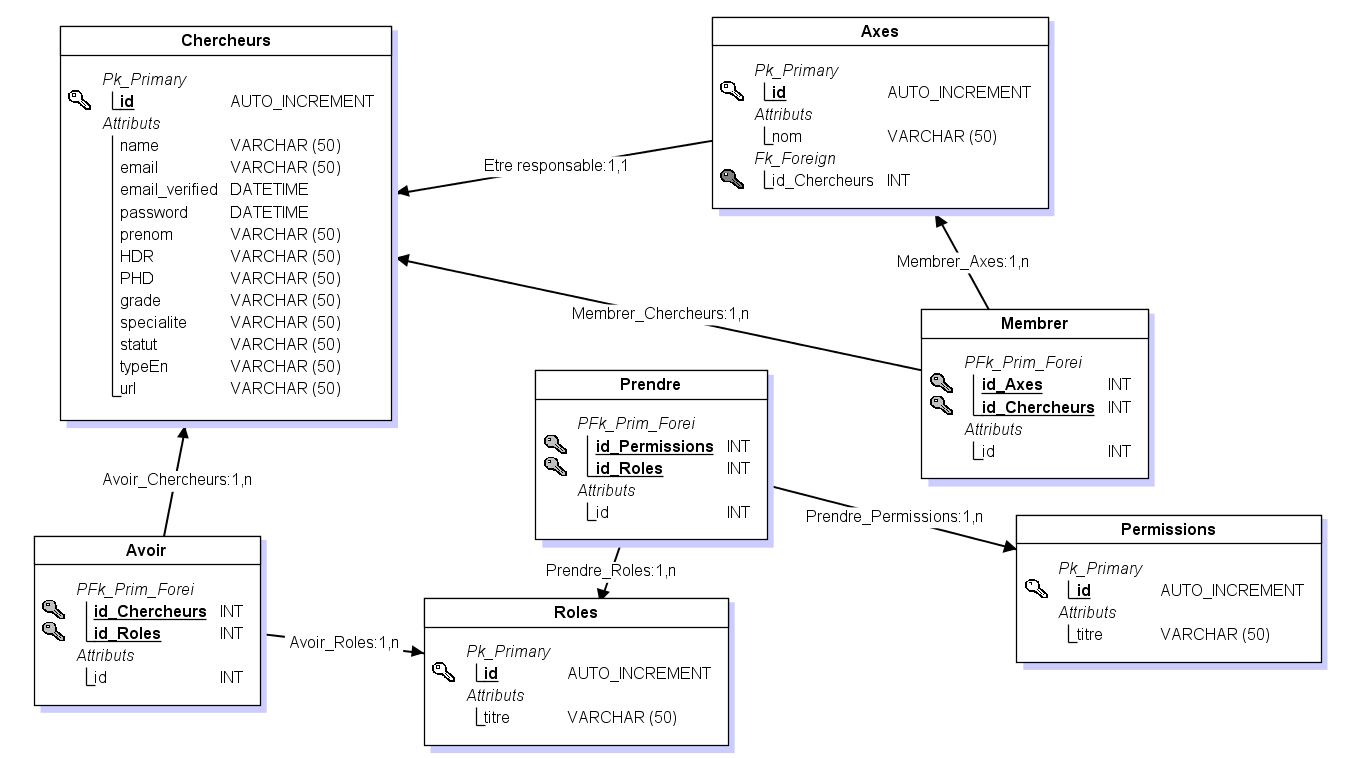 Chercheurs
Pk_Primary
id AUTO_INCREMENT
Attributs
name VARCHAR (50)
email VARCHAR (50)
email_verified DATETIME
password DATETIME
prenom VARCHAR (50)
HDR VARCHAR (50)
PHD VARCHAR (50)
grade VARCHAR (50)
specialite VARCHAR (50)
statut VARCHAR (50)
typeEn VARCHAR (50)
url VARCHAR (50)
Axes
Pk_Primary
id AUTO_INCREMENT
Attributs
nom VARCHAR (50)
Fk_Foreign
id_Chercheurs INT
Etre responsable:1,1
Membrer_Axes:1,n
Membrer_Chercheurs:1,n
Membrer
PFk_Prim_Forei
id_Axes INT
id_Chercheurs INT
Attributs
id INT
Prendre
PFk_Prim_Forei
id_Permissions INT
id_Roles INT
Attributs
id INT
Avoir_Chercheurs:1,n
Prendre_Permissions:1,n
Permissions
Pk_Primary
id AUTO_INCREMENT
Attributs
titre VARCHAR (50)
Avoir
PFk_Prim_Forei
id_Chercheurs INT
id_Roles INT
Attributs
id INT
Prendre_Roles:1,n
Avoir_Roles:1,n
Roles
Pk_Primary
id AUTO_INCREMENT
Attributs
titre VARCHAR (50)